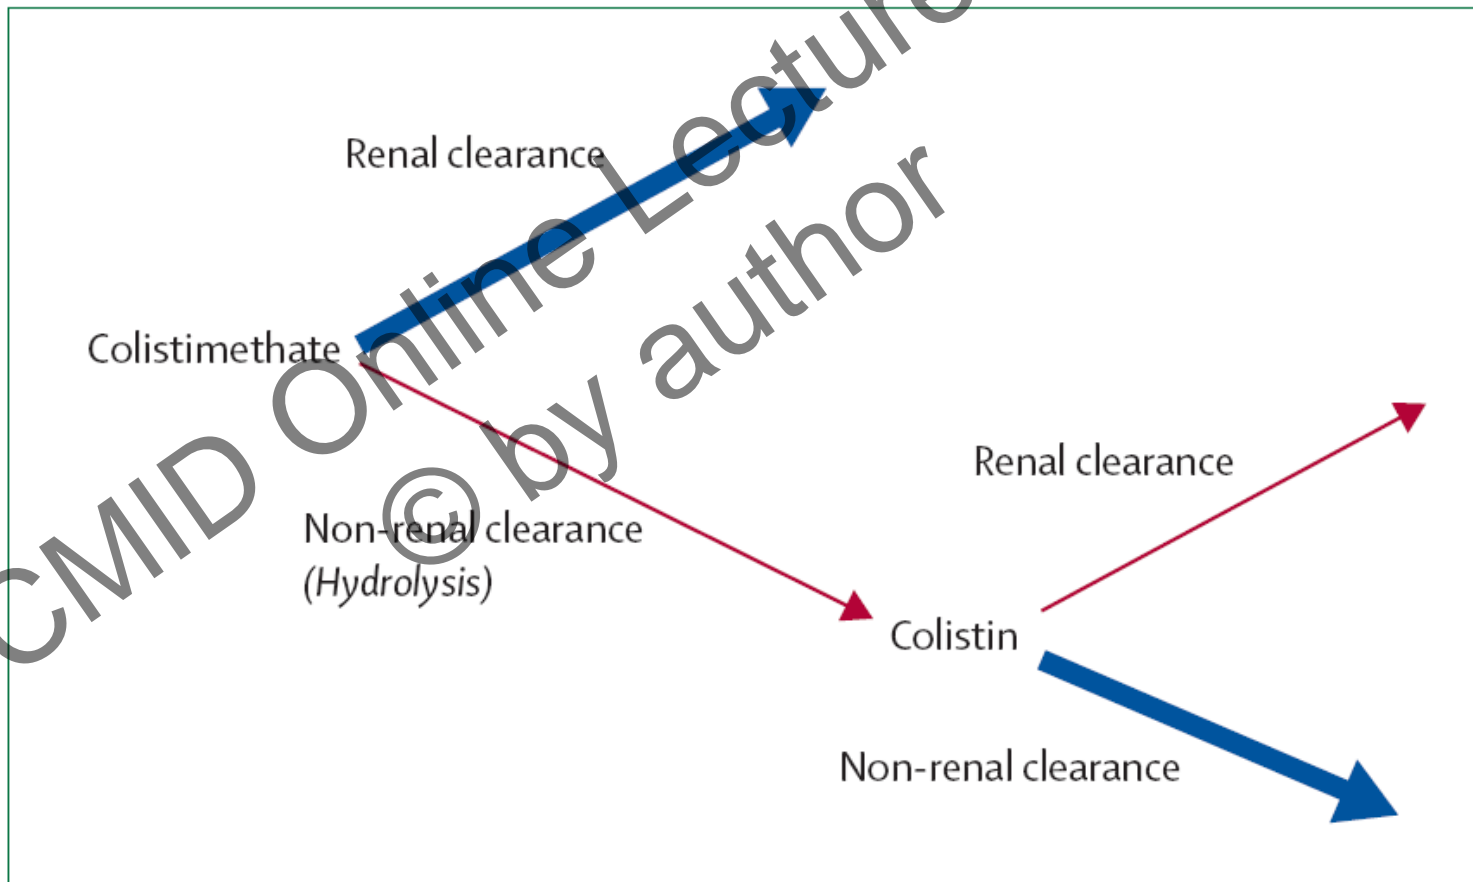 Renal clearance
Colistimethate
Non-renal clearance
(Hydrolysis)
Renal clearance
Colistin
Non-renal clearance
CMID Online Lecture
© by author